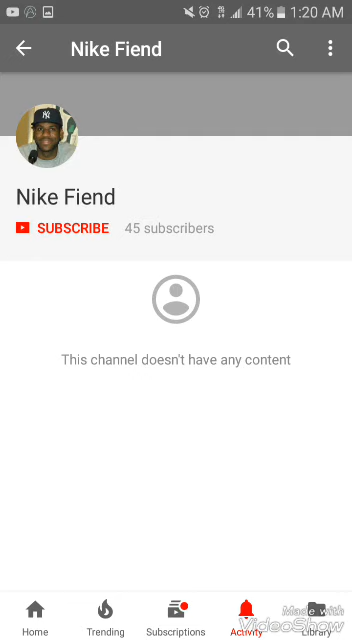 41% 1:20 AM
Nike Fiend
Nike Fiend
SUBSCRIBE 45 subscribers
This channel doesn't have any content
Home Trending Subscriptions Activity Library
Made with
VideoShow